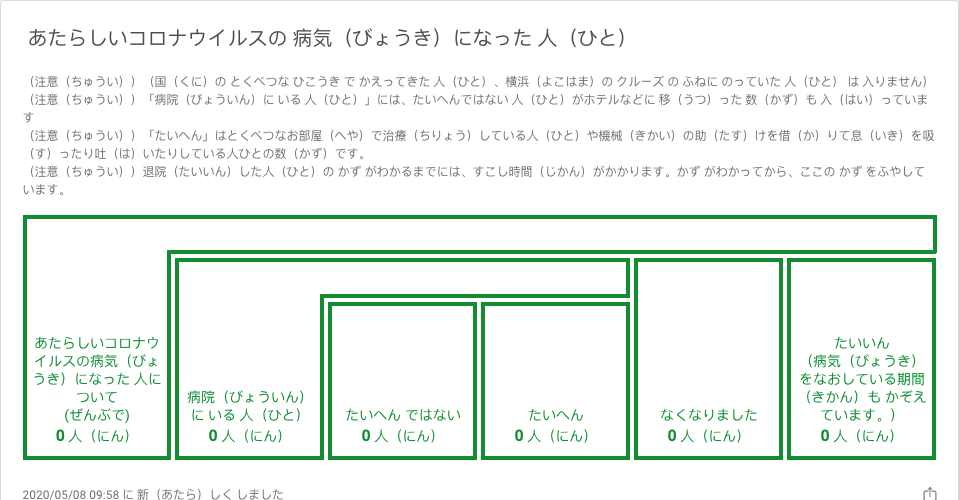 あたらしいコロナウイルスの 病気（びょうき）になった 人（ひと）
（注意（ちゅうい））（国（くに）の とくべつな ひこうき で かえってきた 人（ひと）、横浜（よこはま）の クルーズ の ふねに のっていた 人（ひと） は 入りません）
（注意（ちゅうい））「病院（びょういん）に いる 人（ひと）」には、たいへんではない 人（ひと）がホテルなどに 移（うつ）った 数（かず）も 入（はい）っていま
す
（注意（ちゅうい））「たいへん」はとくべつなお部屋（へや）で治療（ちりょう）している人（ひと）や機械（きかい）の助（たす）けを借（か）りて息（いき）を吸
（す）ったり吐（は）いたりしている人ひとの数（かず）です。
（注意（ちゅうい））退院（たいいん）した人（ひと）の かず がわかるまでには、すこし時間（じかん）がかかります。かず がわかってから、ここの かず をふやして
います。
あたらしいコロナウ
イルスの病気（びょ
うき）になった 人に
ついて
(ぜんぶで)
0 人（にん）
病院（びょういん）
に いる 人（ひと）
0 人（にん）
たいへん ではない
0 人（にん）
たいへん
0 人（にん）
なくなりました
0 人（にん）
たいいん
（病気（びょうき）
をなおしている期間
（きかん）も かぞえ
ています。）
0 人（にん）
2020/05/08 09:58 に 新（あたら）しく しました